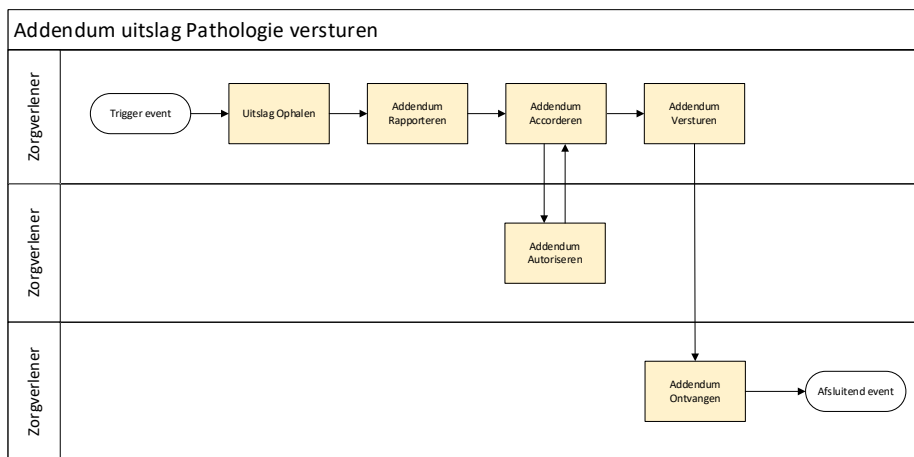 Addendum uitslag Pathologie versturen
Zorgverlener
Trigger event
Uitslag Ophalen
Addendum
Rapporteren
Addendum
Accorderen
Addendum
Versturen
Zorgverlener
Addendum
Autoriseren
Zorgverlener
Addendum
Ontvangen
Afsluitend event